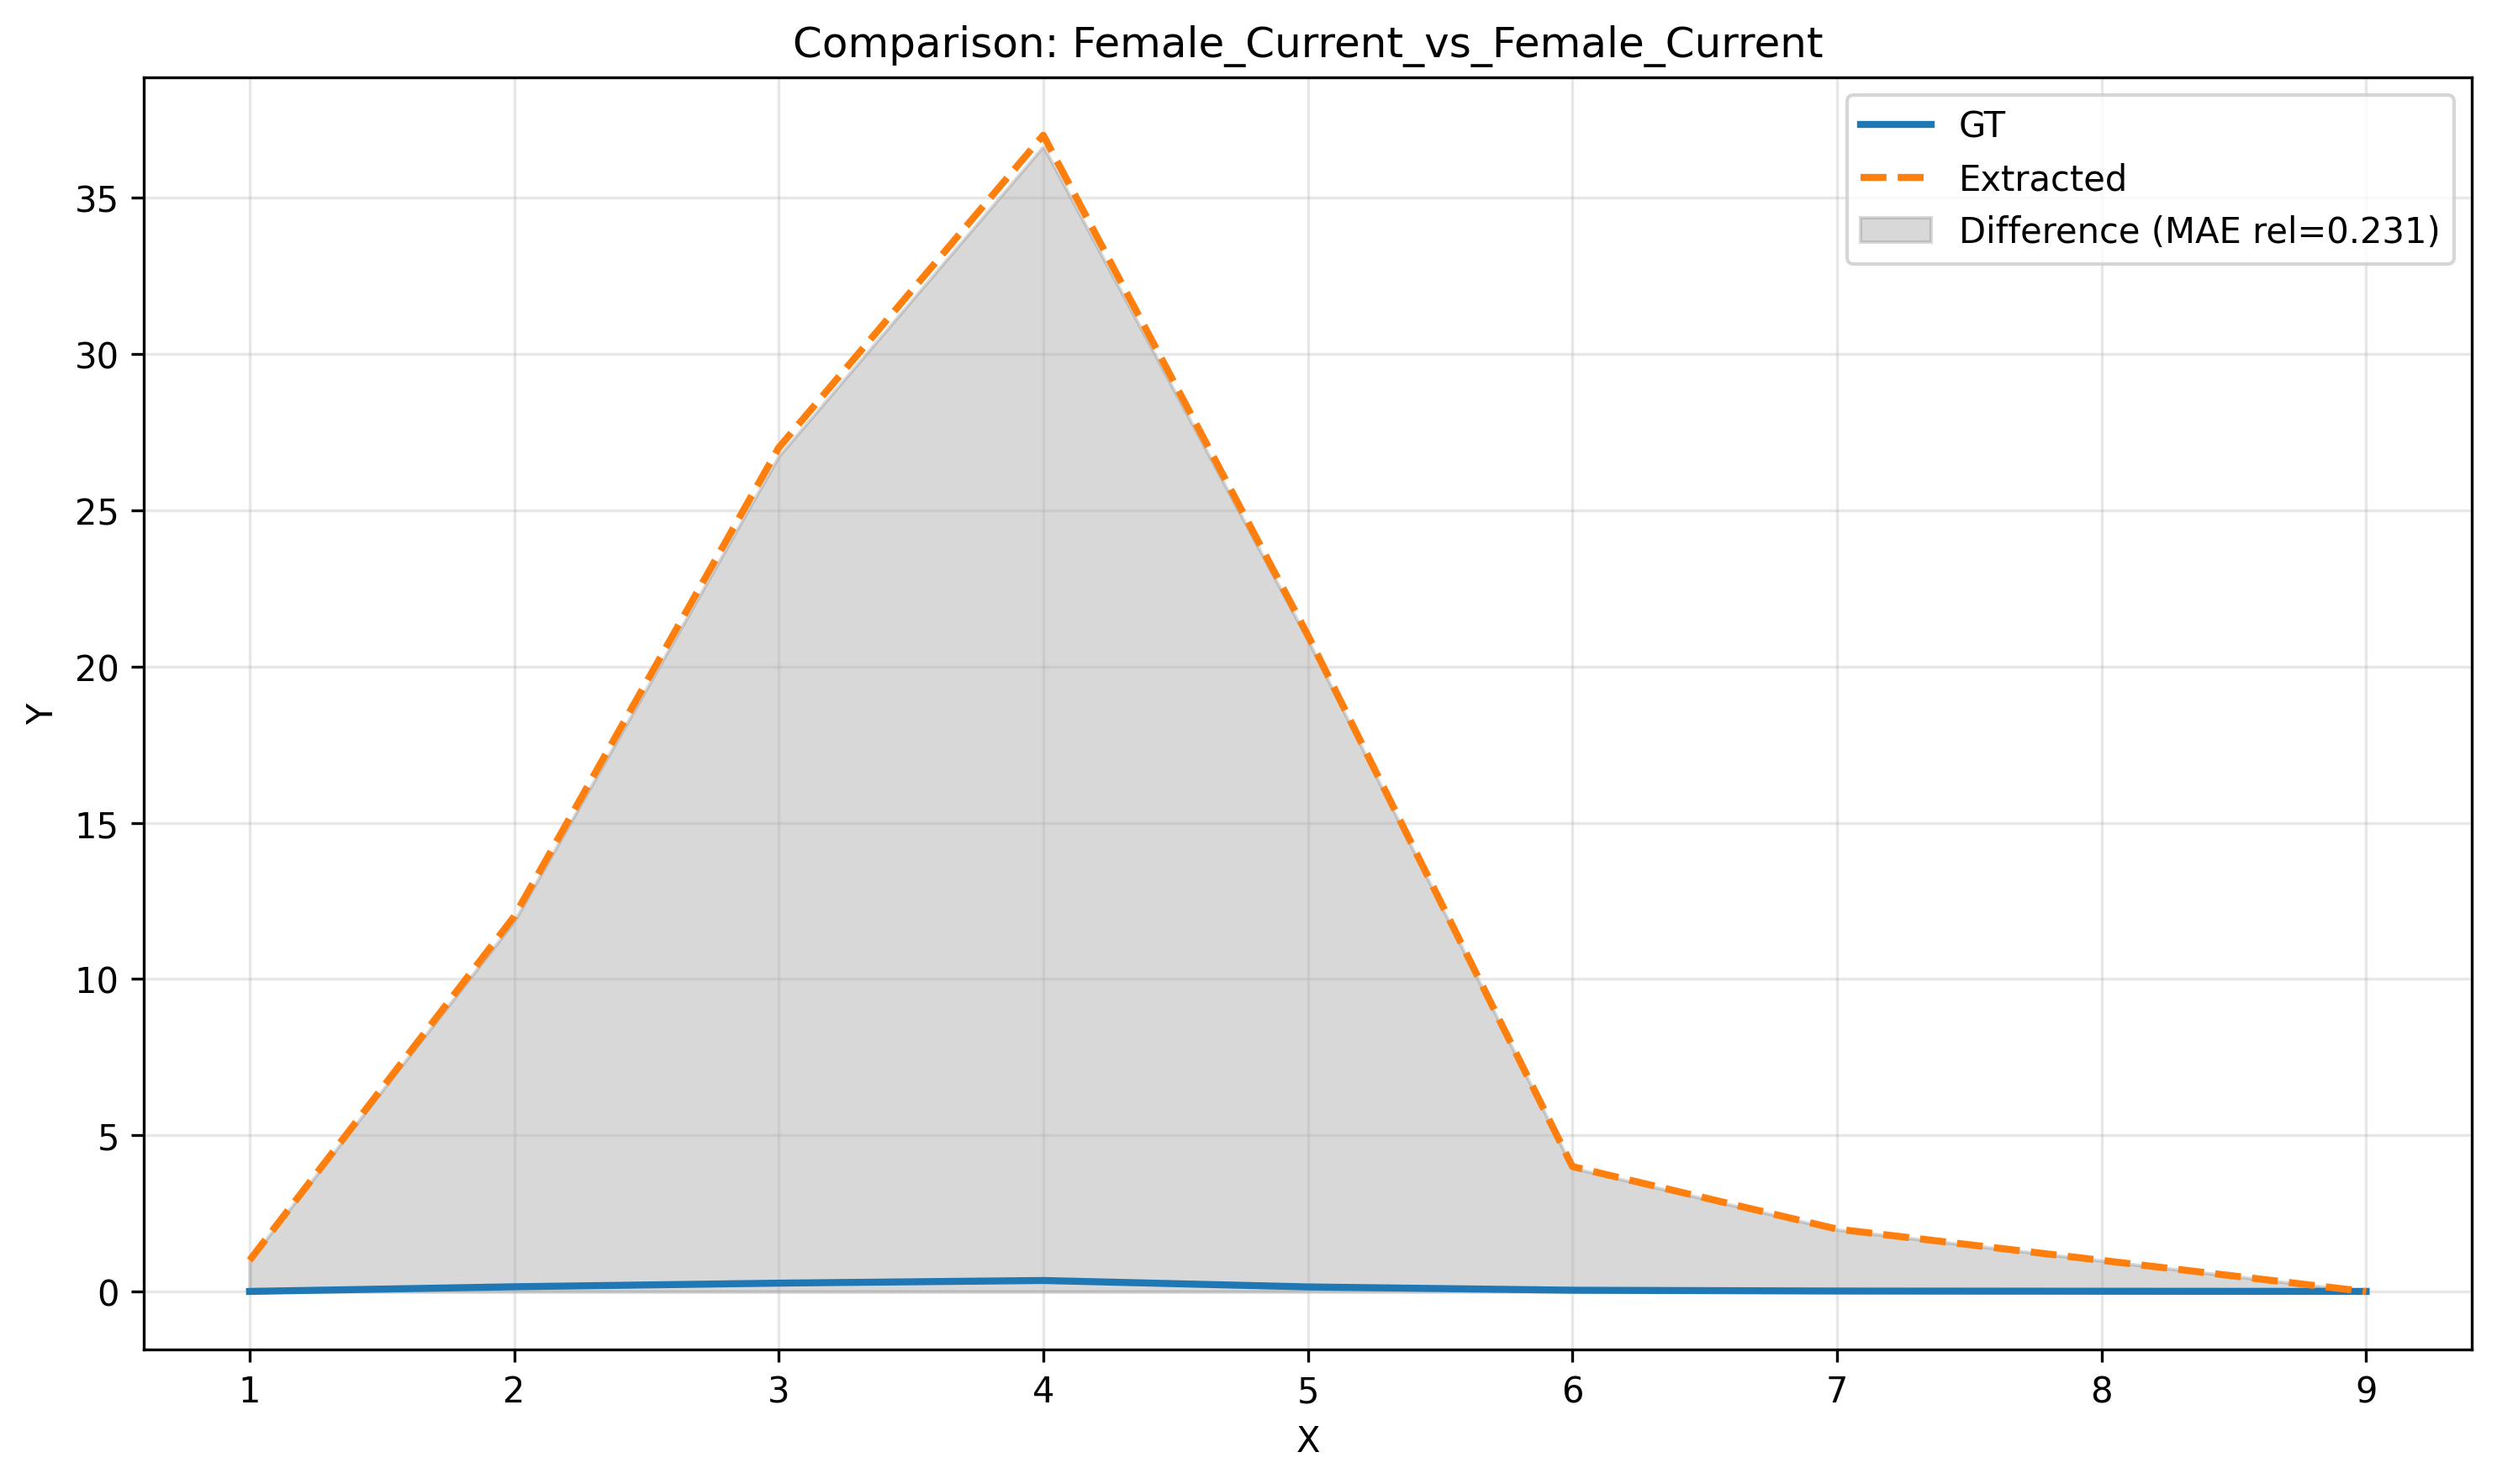 Comparison: Female_Current_vs_Female_Current
GT
Extracted
Difference (MAE rel=0.231)
35
30
25
20
15
10
5
0
Y
1 2 3 4 5 6 7 8 9
X